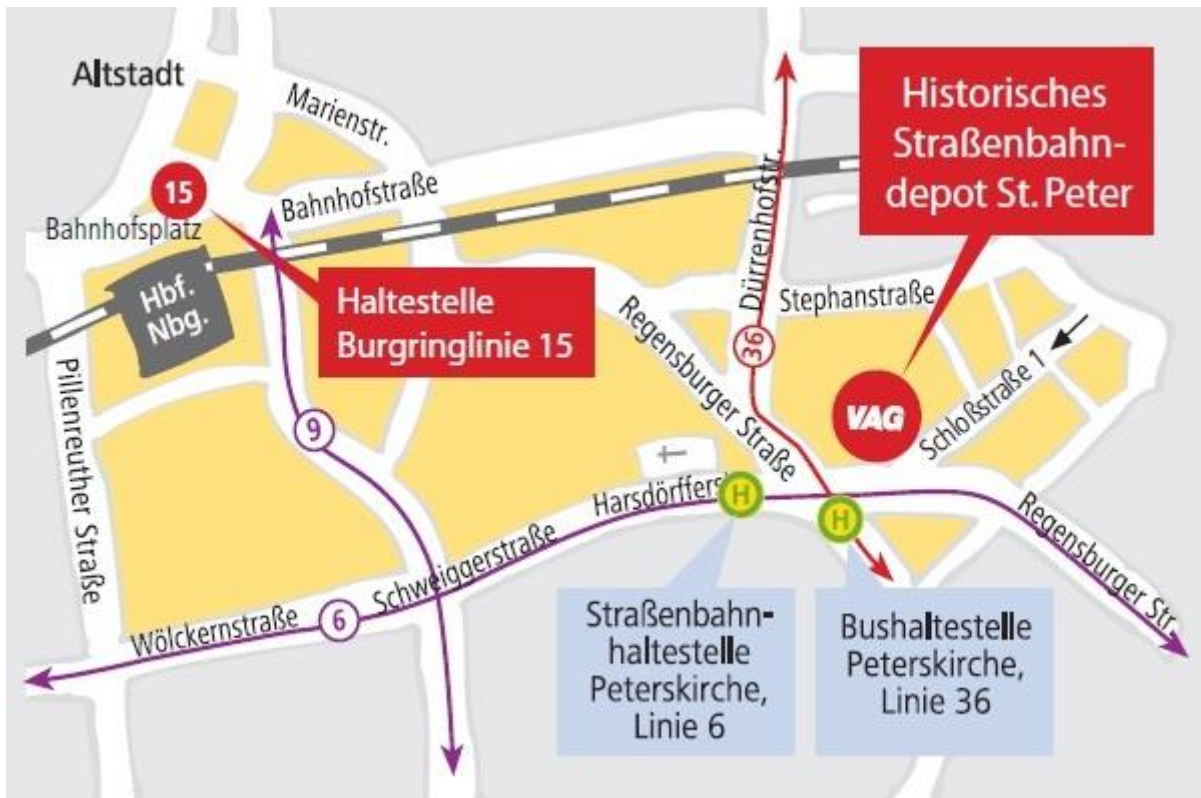 Altstadt
Marienstr.
15
Bahnhofstraße
Bahnhofsplatz
Hbf.
Nbg.
Haltestelle
Burgringlinie 15
Historisches
Straßenbahn-
depot St. Peter
Dürrenhofstr.
Stephanstraße
36
Regensburger Straße
VAG
Schloßstraße 1
Pillenreuther Straße
9
Harsdörfferst
H
H
Regensburger Str.
Schweiggerstraße
6
Wölckernstraße
Straßenbahn-
haltestelle
Peterskirche,
Linie 6
Bushaltestelle
Peterskirche,
Linie 36